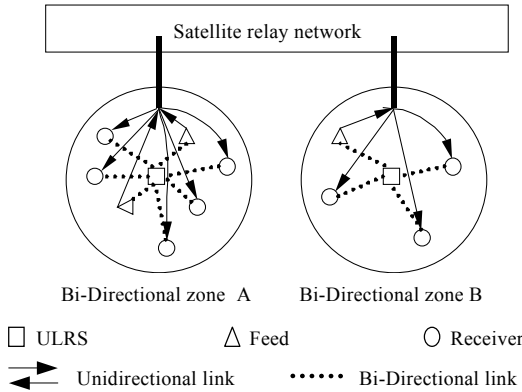 Satellite relay network
Bi-Directional zone A
Bi-Directional zone B
ULRS
Feed
Receiver
Unidirectional link
Bi-Directional link